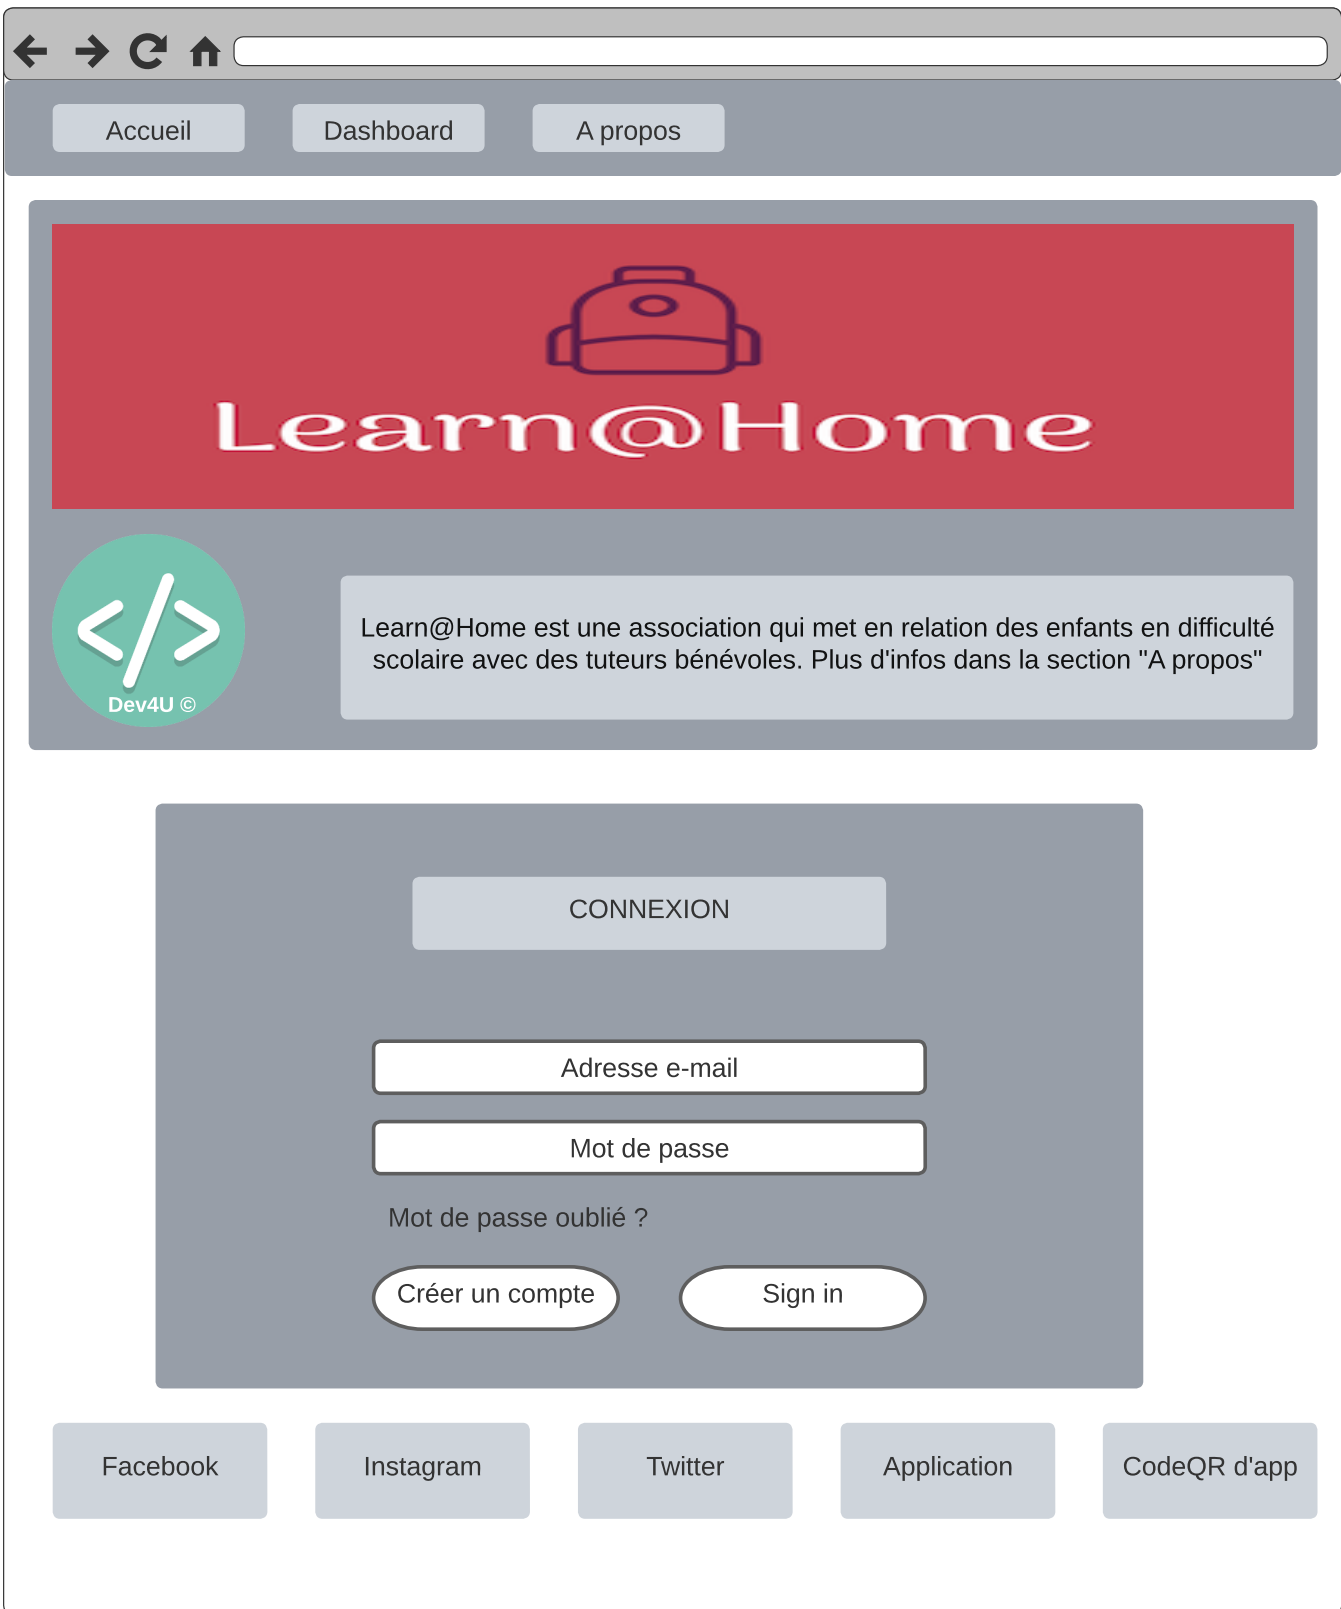 Accueil
Dashboard
A propos
Learn@Home
Dev4U ©
Learn@Home est une association qui met en relation des enfants en difficulté
scolaire avec des tuteurs bénévoles. Plus d'infos dans la section "A propos"
CONNEXION
Adresse e-mail
Mot de passe
Mot de passe oublié ?
Créer un compte
Sign in
Facebook
Instagram
Twitter
Application
CodeQR d'app